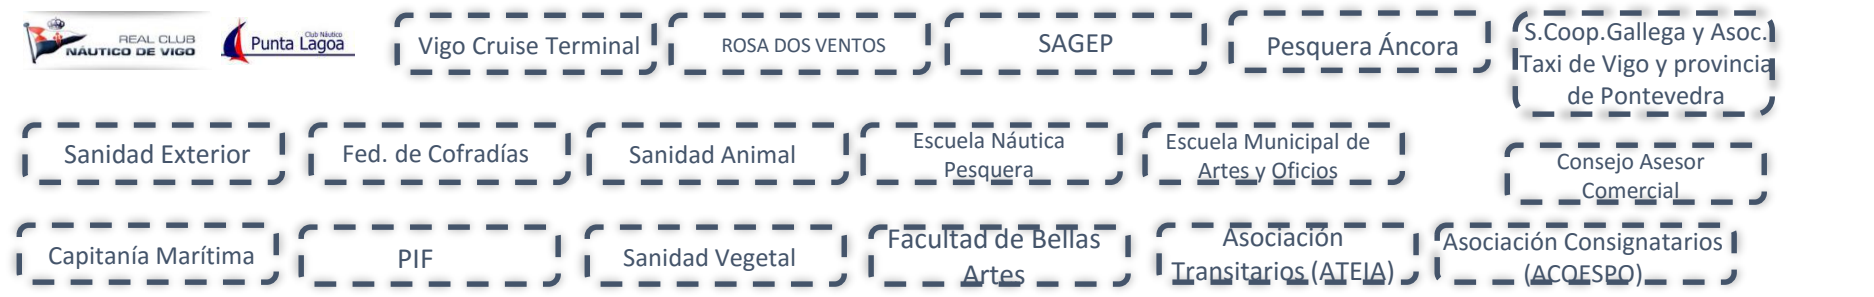 REAL CLUB
NÁUTICO DE VIGO
Club Náutico
Punta Lagoa
Vigo Cruise Terminal
ROSA DOS VENTOS
SAGEP
Pesquera Áncora
S.Coop.Gallega y Asoc.
Taxi de Vigo y provincia
de Pontevedra
Sanidad Exterior
Fed. de Cofradías
Sanidad Animal
Escuela Náutica
Pesquera
Escuela Municipal de
Artes y Oficios
Consejo Asesor
Comercial
Capitanía Marítima
PIF
Sanidad Vegetal
Facultad de Bellas
Artes
Asociación
Transitarios (ATEIA)
Asociación Consignatarios
(ACOESPO)